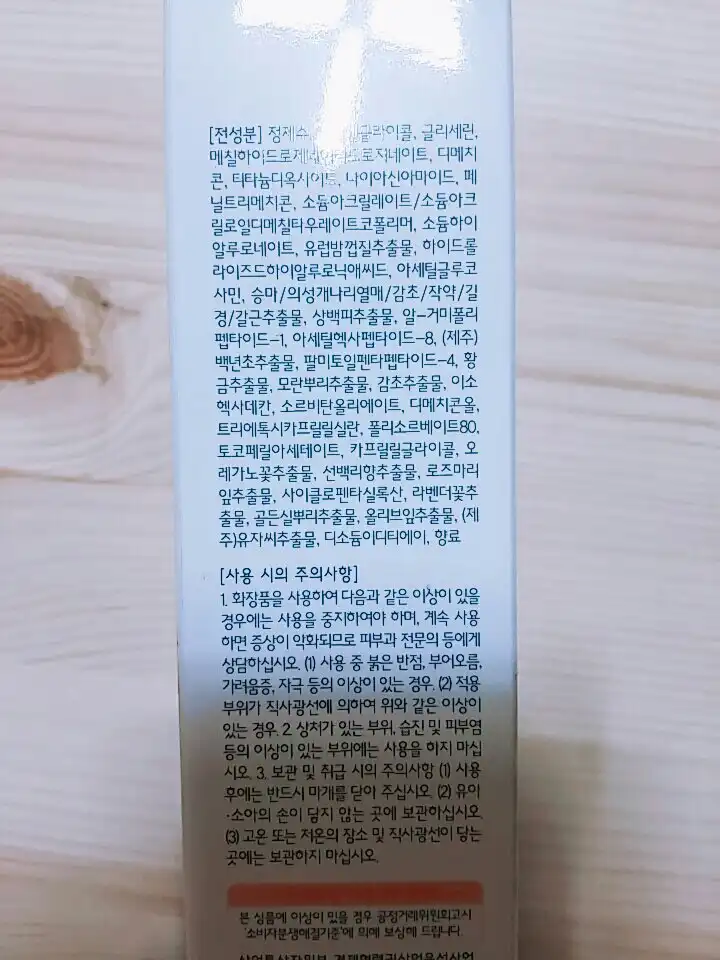 [전성분] 정제수, 글라이콜, 글리세린,
메칠하이드로제네이트, 디메치
콘, 티타늄디옥사이드, 나이아신아마이드, 페
닐트리메치콘, 소듐아크릴레이트/소듐아크
릴로일디메칠타우레이트코폴리머, 소듐하이
알루로네이트, 유럽밤껍질추출물, 하이드롤
라이즈드하이알루로닉애씨드, 아세틸글루코
사민, 승마/의성개나리열매/감초/작약/길
경/갈근추출물, 상백피추출물, 알-거미폴리
펩타이드-1, 아세틸헥사펩타이드-8, (제주)
백년초추출물, 팔미토일펜타펩타이드-4, 황
금추출물, 모란뿌리추출물, 감초추출물, 이소
헥사데칸, 소르비탄올리에이트, 디메치콘올,
트리에톡시카프릴릴실란, 폴리소르베이트80,
토코페릴아세테이트, 카프릴릴글라이콜, 오
레가노꽃추출물, 선백리향추출물, 로즈마리
잎추출물, 사이클로펜타실록산, 라벤더꽃추
출물, 골든실뿌리추출물, 올리브잎추출물, (제
주)유자씨추출물, 디소듐이디티에이, 향료
[사용 시의 주의사항]
1. 화장품을 사용하여 다음과 같은 이상이 있을
경우에는 사용을 중지하여야 하며, 계속 사용
하면 증상이 악화되므로 피부과 전문의 등에게
상담하십시오. (1) 사용 중 붉은 반점, 부어오름,
가려움증, 자극 등의 이상이 있는 경우. (2) 적용
부위가 직사광선에 의하여 위와 같은 이상이
있는 경우. 2. 상처가 있는 부위, 습진 및 피부염
등의 이상이 있는 부위에는 사용을 하지 마십
시오. 3. 보관 및 취급 시의 주의사항 (1) 사용
후에는 반드시 마개를 닫아 주십시오. (2) 유아
·소아의 손이 닿지 않는 곳에 보관하십시오.
(3) 고온 또는 저온의 장소 및 직사광선이 닿는
곳에는 보관하지 마십시오.
본 상품에 이상이 있을 경우 공정거래위원회고시
'소비자분쟁해결기준'에 의해 보상해 드립니다.